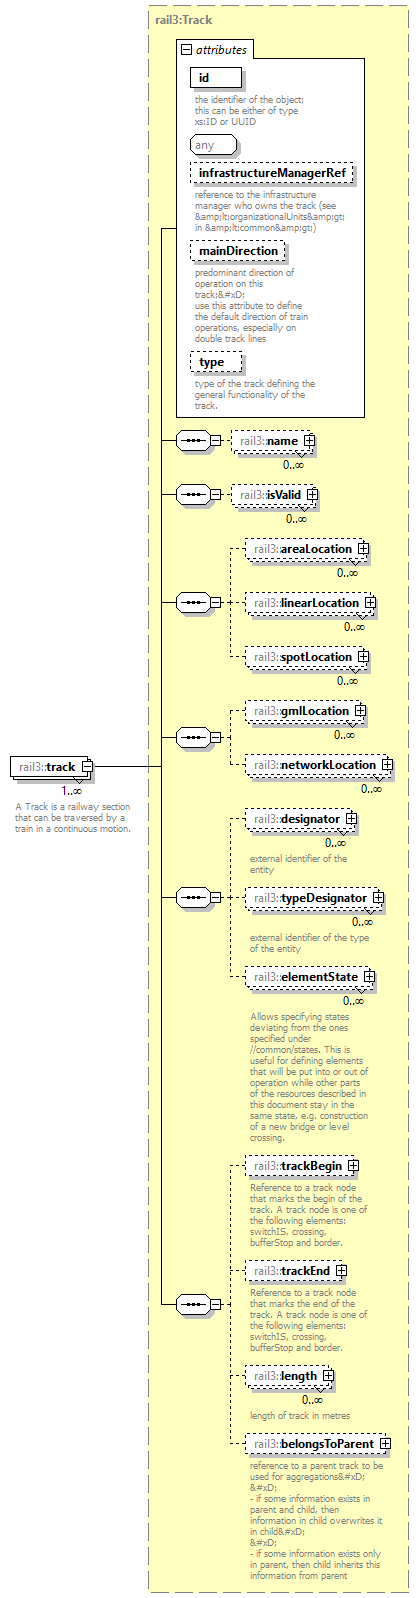 rail3:Track
attributes
id
the identifier of the object;
this can be either of type
xs:ID or UUID
any
infrastructureManagerRef
reference to the infrastructure
manager who owns the track (see
&amp;lt;organizationalUnits&amp;gt;
in &amp;lt;common&amp;gt;)
mainDirection
predominant direction of
operation on this
track;&#xD;
use this attribute to define
the default direction of train
operations, especially on
double track lines
type
type of the track defining the
general functionality of the
track.
rail3::name
0..∞
rail3::isValid
0..∞
rail3::areaLocation
0..∞
rail3::linearLocation
0..∞
rail3::spotLocation
0..∞
rail3::gmlLocation
0..∞
rail3::networkLocation
0..∞
rail3::track
1..∞
A Track is a railway section
that can be traversed by a
train in a continuous motion.
rail3::designator
0..∞
external identifier of the
entity
rail3::typeDesignator
0..∞
external identifier of the type
of the entity
rail3::elementState
0..∞
Allows specifying states
deviating from the ones
specified under
//common/states. This is
useful for defining elements
that will be put into or out of
operation while other parts
of the resources described in
this document stay in the
same state, e.g. construction
of a new bridge or level
crossing.
rail3::trackBegin
Reference to a track node
that marks the begin of the
track. A track node is one of
the following elements:
switchIS, crossing,
bufferStop and border.
rail3::trackEnd
Reference to a track node
that marks the end of the
track. A track node is one of
the following elements:
switchIS, crossing,
bufferStop and border.
rail3::length
0..∞
length of track in metres
rail3::belongsToParent
reference to a parent track to be
used for aggregations&#xD;
&#xD;
- if some information exists in
parent and child, then
information in child overwrites it
in child&#xD;
&#xD;
- if some information exists only
in parent, then child inherits this
information from parent